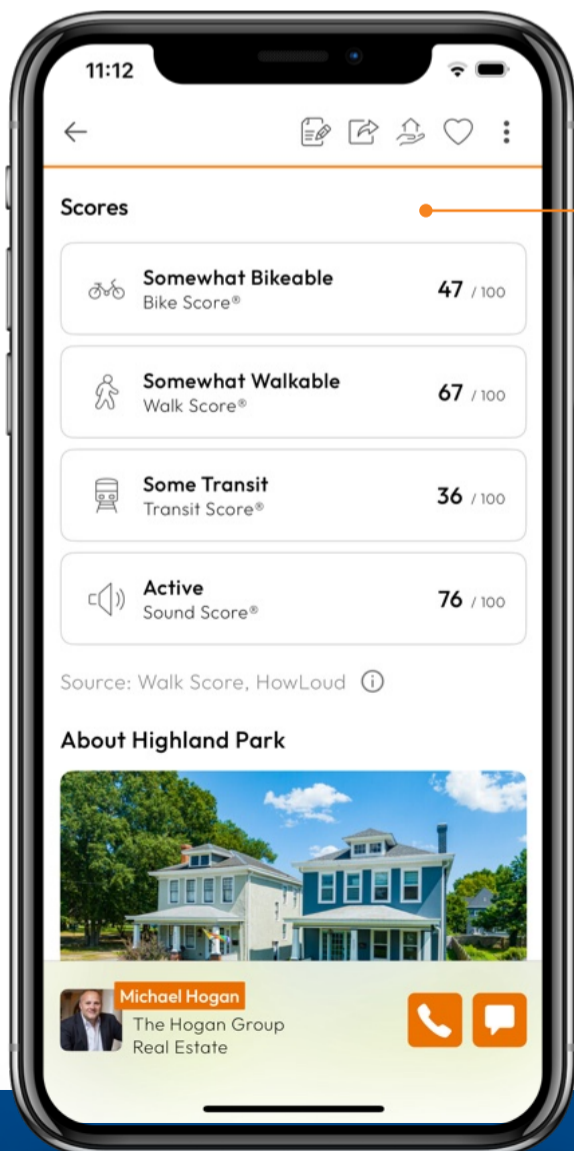 11:12
Scores
Somewhat Bikeable
Bike Score®
47 / 100
Somewhat Walkable
Walk Score®
67 / 100
Some Transit
Transit Score®
36 / 100
Active
Sound Score®
76 / 100
Source: Walk Score, HowLoud
About Highland Park
Michael Hogan
The Hogan Group
Real Estate